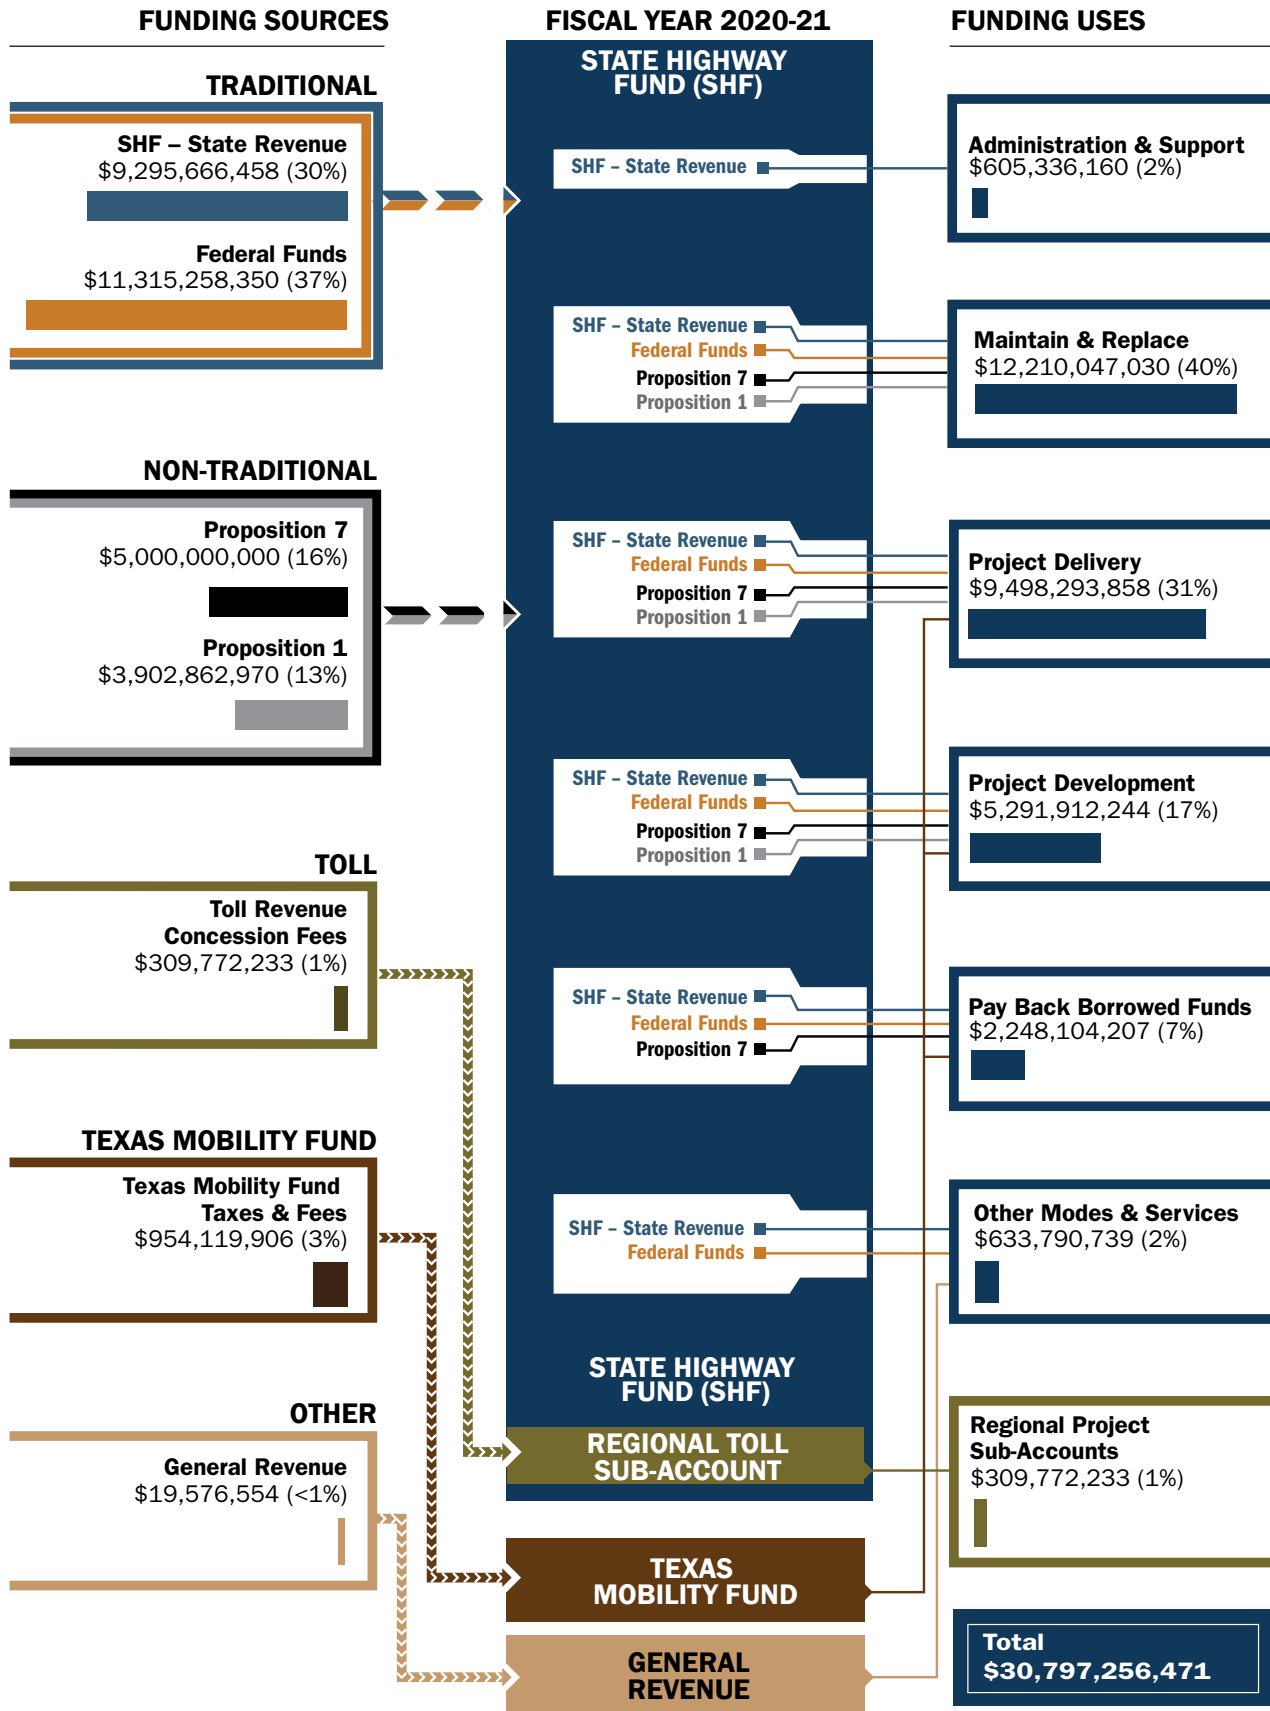 FUNDING SOURCES
TRADITIONAL
SHF – State Revenue
$9,295,666,458 (30%)
Federal Funds
$11,315,258,350 (37%)
NON-TRADITIONAL
Proposition 7
$5,000,000,000 (16%)
Proposition 1
$3,902,862,970 (13%)
TOLL
Toll Revenue
Concession Fees
$309,772,233 (1%)
TEXAS MOBILITY FUND
Texas Mobility Fund
Taxes & Fees
$954,119,906 (3%)
OTHER
General Revenue
$19,576,554 (<1%)
FISCAL YEAR 2020-21
STATE HIGHWAY
FUND (SHF)
SHF – State Revenue
SHF – State Revenue
Federal Funds
Proposition 7
Proposition 1
SHF – State Revenue
Federal Funds
Proposition 7
Proposition 1
SHF – State Revenue
Federal Funds
Proposition 7
Proposition 1
SHF – State Revenue
Federal Funds
Proposition 7
SHF – State Revenue
Federal Funds
STATE HIGHWAY
FUND (SHF)
REGIONAL TOLL
SUB-ACCOUNT
TEXAS
MOBILITY FUND
GENERAL
REVENUE
FUNDING USES
Administration & Support
$605,336,160 (2%)
Maintain & Replace
$12,210,047,030 (40%)
Project Delivery
$9,498,293,858 (31%)
Project Development
$5,291,912,244 (17%)
Pay Back Borrowed Funds
$2,248,104,207 (7%)
Other Modes & Services
$633,790,739 (2%)
Regional Project
Sub-Accounts
$309,772,233 (1%)
Total
$30,797,256,471